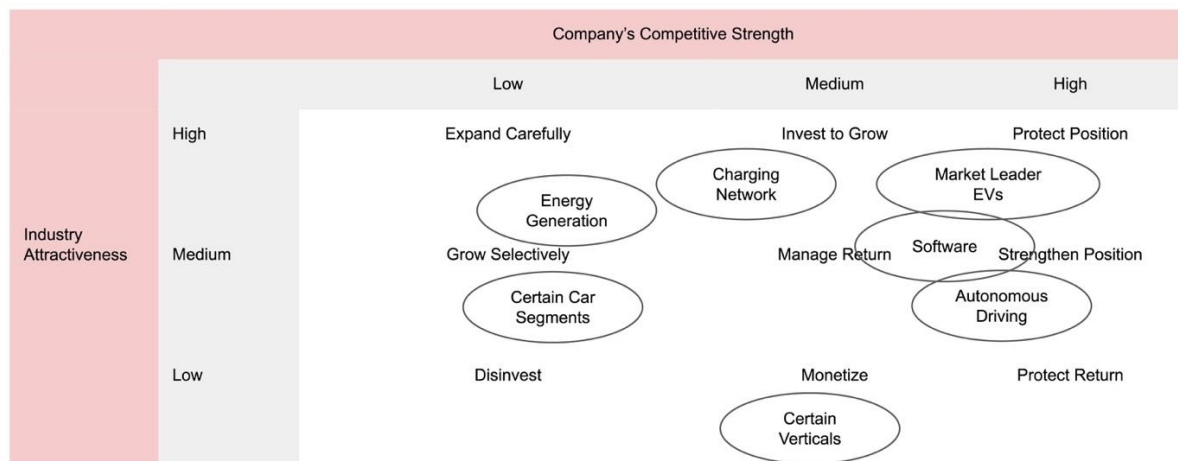 Company's Competitive Strength
Low
Medium
High
High
Expand Carefully
Invest to Grow
Protect Position
Charging
Network
Market Leader
EVs
Energy
Generation
Industry
Attractiveness
Medium
Grow Selectively
Manage Return
Software
Strengthen Position
Certain Car
Segments
Autonomous
Driving
Low
Disinvest
Monetize
Protect Return
Certain
Verticals